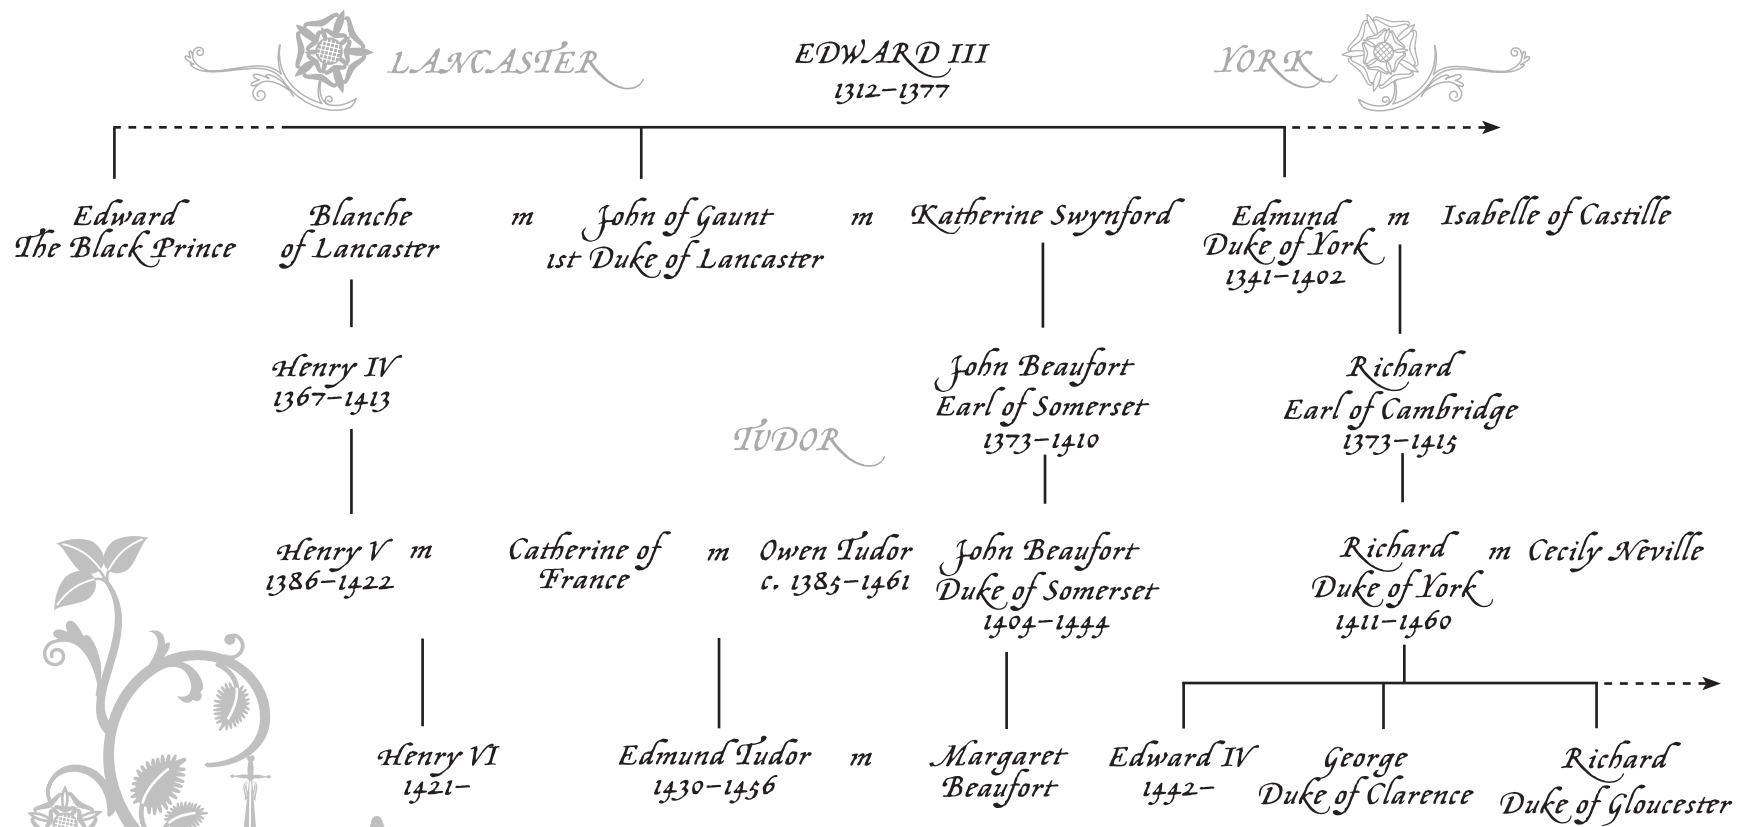 LANCASTER
EDWARD III
1312–1377
YORK
Edward
The Black Prince
Blanche
of Lancaster
m
John of Gaunt
1st Duke of Lancaster
m
Katherine Swynford
Edmund
Duke of York
1341–1402
m
Isabelle of Castille
Henry IV
1367–1413
John Beaufort
Earl of Somerset
1373–1410
Richard
Earl of Cambridge
1373–1415
TUDOR
Henry V
1386–1422
m
Catherine of
France
m
Owen Tudor
c. 1385–1461
John Beaufort
Duke of Somerset
1404–1444
Richard
Duke of York
1411–1460
m
Cecily Neville
Henry VI
1421–
Edmund Tudor
1430–1456
m
Margaret
Beaufort
Edward IV
1442–
George
Duke of Clarence
Richard
Duke of Gloucester